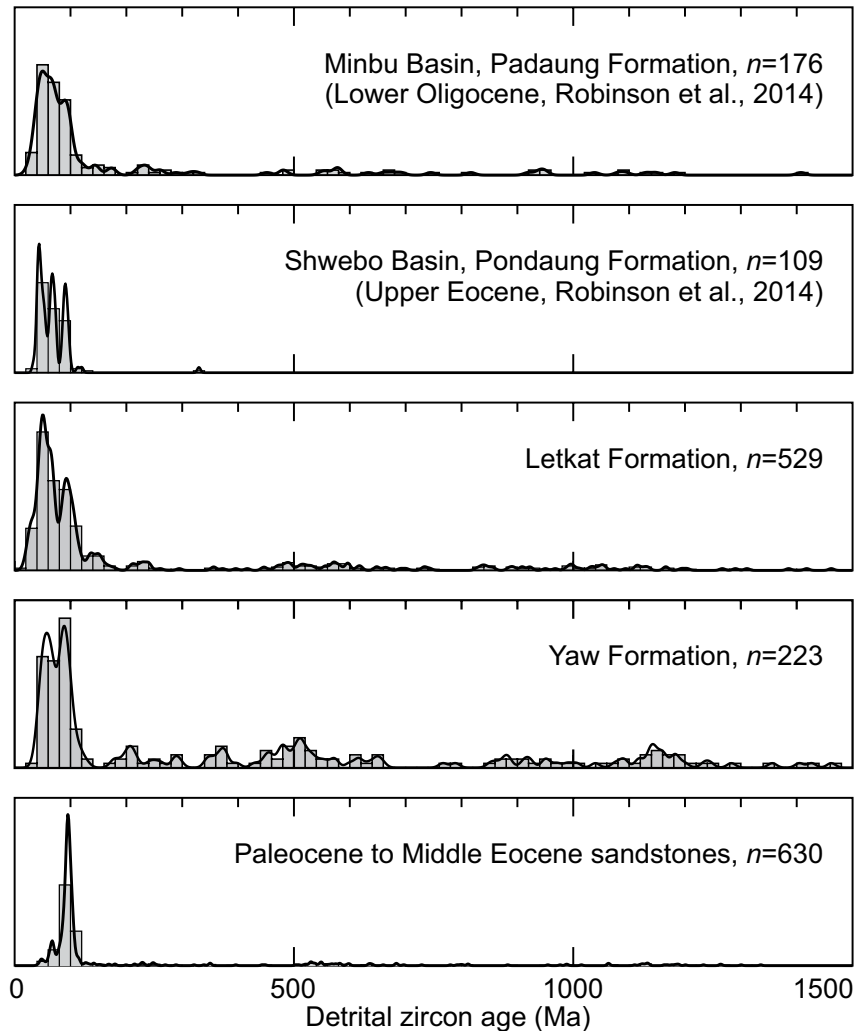 Minbu Basin, Padaung Formation, n=176
(Lower Oligocene, Robinson et al., 2014)
Shwebo Basin, Pondaung Formation, n=109
(Upper Eocene, Robinson et al., 2014)
Letkat Formation, n=529
Yaw Formation, n=223
Paleocene to Middle Eocene sandstones, n=630
0 500 1000 1500
Detrital zircon age (Ma)